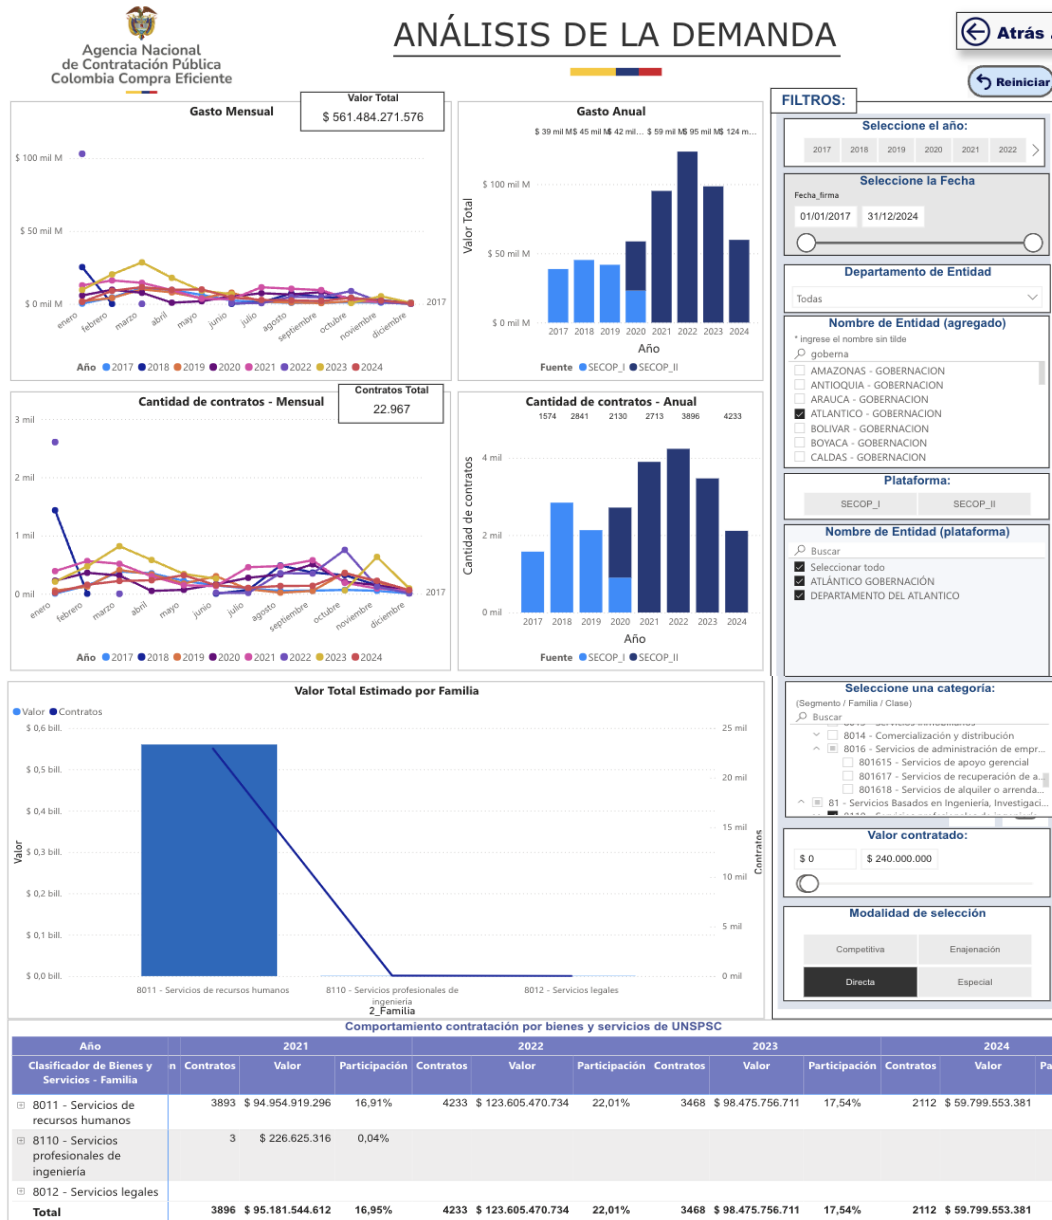 Agencia Nacional
de Contratación Pública
Colombia Compra Eficiente
ANÁLISIS DE LA DEMANDA
Atrás
Reiniciar
Gasto Mensual
Valor Total
$ 561.484.271.576
$ 100 mil M
$ 50 mil M
$ 0 mil M
2017
enero
febrero
marzo
abril
mayo
junio
julio
agosto
septiembre
octubre
noviembre
diciembre
Año 2017 2018 2019 2020 2021 2022 2023 2024
Gasto Anual
$ 39 mil M $ 45 mil M $ 42 mil... $ 59 mil M $ 95 mil M $ 124 m...
Valor Total
$ 100 mil M
$ 50 mil M
$ 0 mil M
2017 2018 2019 2020 2021 2022 2023 2024
Año
Fuente SECOP_I SECOP_II
Cantidad de contratos - Mensual
Contratos Total
22.967
3 mil
2 mil
1 mil
0 mil
2017
enero
febrero
marzo
abril
mayo
junio
julio
agosto
septiembre
octubre
noviembre
diciembre
Año 2017 2018 2019 2020 2021 2022 2023 2024
Cantidad de contratos - Anual
1574 2841 2130 2713 3896 4233
Cantidad de contratos
4 mil
2 mil
0 mil
2017 2018 2019 2020 2021 2022 2023 2024
Año
Fuente SECOP_I SECOP_II
FILTROS:
Seleccione el año:
2017 2018 2019 2020 2021 2022
Seleccione la Fecha
Fecha_firma
01/01/2017 31/12/2024
Departamento de Entidad
Todas
Nombre de Entidad (agregado)
* ingrese el nombre sin tilde
goberna
AMAZONAS - GOBERNACION
ANTIOQUIA - GOBERNACION
ARAUCA - GOBERNACION
ATLANTICO - GOBERNACION
BOLIVAR - GOBERNACION
BOYACA - GOBERNACION
CALDAS - GOBERNACION
Plataforma:
SECOP_I SECOP_II
Nombre de Entidad (plataforma)
Buscar
Seleccionar todo
ATLÁNTICO GOBERNACIÓN
DEPARTAMENTO DEL ATLANTICO
Valor Total Estimado por Familia
Valor Contratos
Valor
$ 0,6 bill.
$ 0,5 bill.
$ 0,4 bill.
$ 0,3 bill.
$ 0,2 bill.
$ 0,1 bill.
$ 0,0 bill.
25 mil
20 mil
15 mil
10 mil
5 mil
0 mil
Contratos
8011 - Servicios de recursos humanos
8110 - Servicios profesionales de
ingeniería
8012 - Servicios legales
2_Familia
Seleccione una categoría:
(Segmento / Familia / Clase)
Buscar
8014 - Comercialización y distribución
8016 - Servicios de administración de empr...
801615 - Servicios de apoyo gerencial
801617 - Servicios de recuperación de a...
801618 - Servicios de alquiler o arrenda...
81 - Servicios Basados en Ingeniería, Investigaci...
Valor contratado:
$ 0 $ 240.000.000
Modalidad de selección
Competitiva Enajenación
Directa Especial
Comportamiento contratación por bienes y servicios de UNSPSC
Año 2021 2022 2023 2024
Clasificador de Bienes y
Servicios - Familia
n Contratos Valor Participación Contratos Valor Participación Contratos Valor Participación Contratos Valor Pa
8011 - Servicios de
recursos humanos
3893 $ 94.954.919.296 16,91% 4233 $ 123.605.470.734 22,01% 3468 $ 98.475.756.711 17,54% 2112 $ 59.799.553.381
8110 - Servicios
profesionales de
ingeniería
3 $ 226.625.316 0,04%
8012 - Servicios legales
Total 3896 $ 95.181.544.612 16,95% 4233 $ 123.605.470.734 22,01% 3468 $ 98.475.756.711 17,54% 2112 $ 59.799.553.381